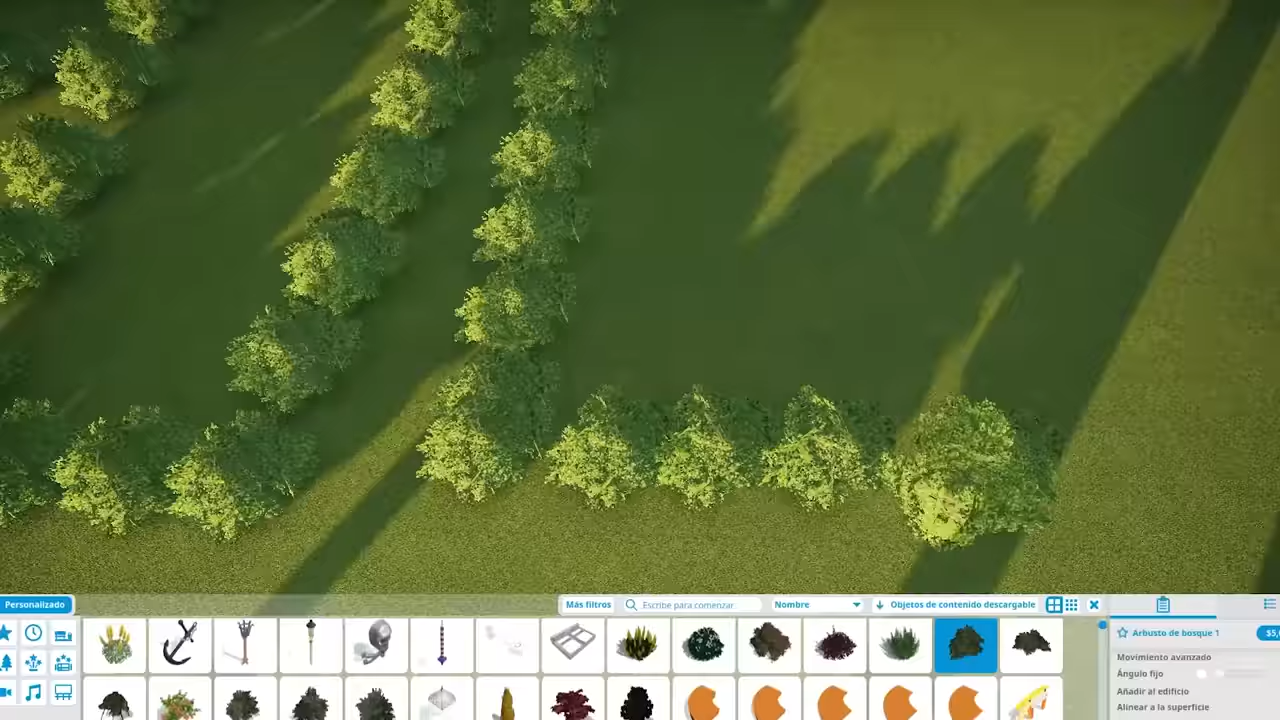 Personalizado
Más filtros
Escribe para comenzar
Nombre
Objetos de contenido descargable
Arbusto de bosque 1
Movimiento avanzado
Ángulo fijo
Añadir al edificio
Alinear a la superficie